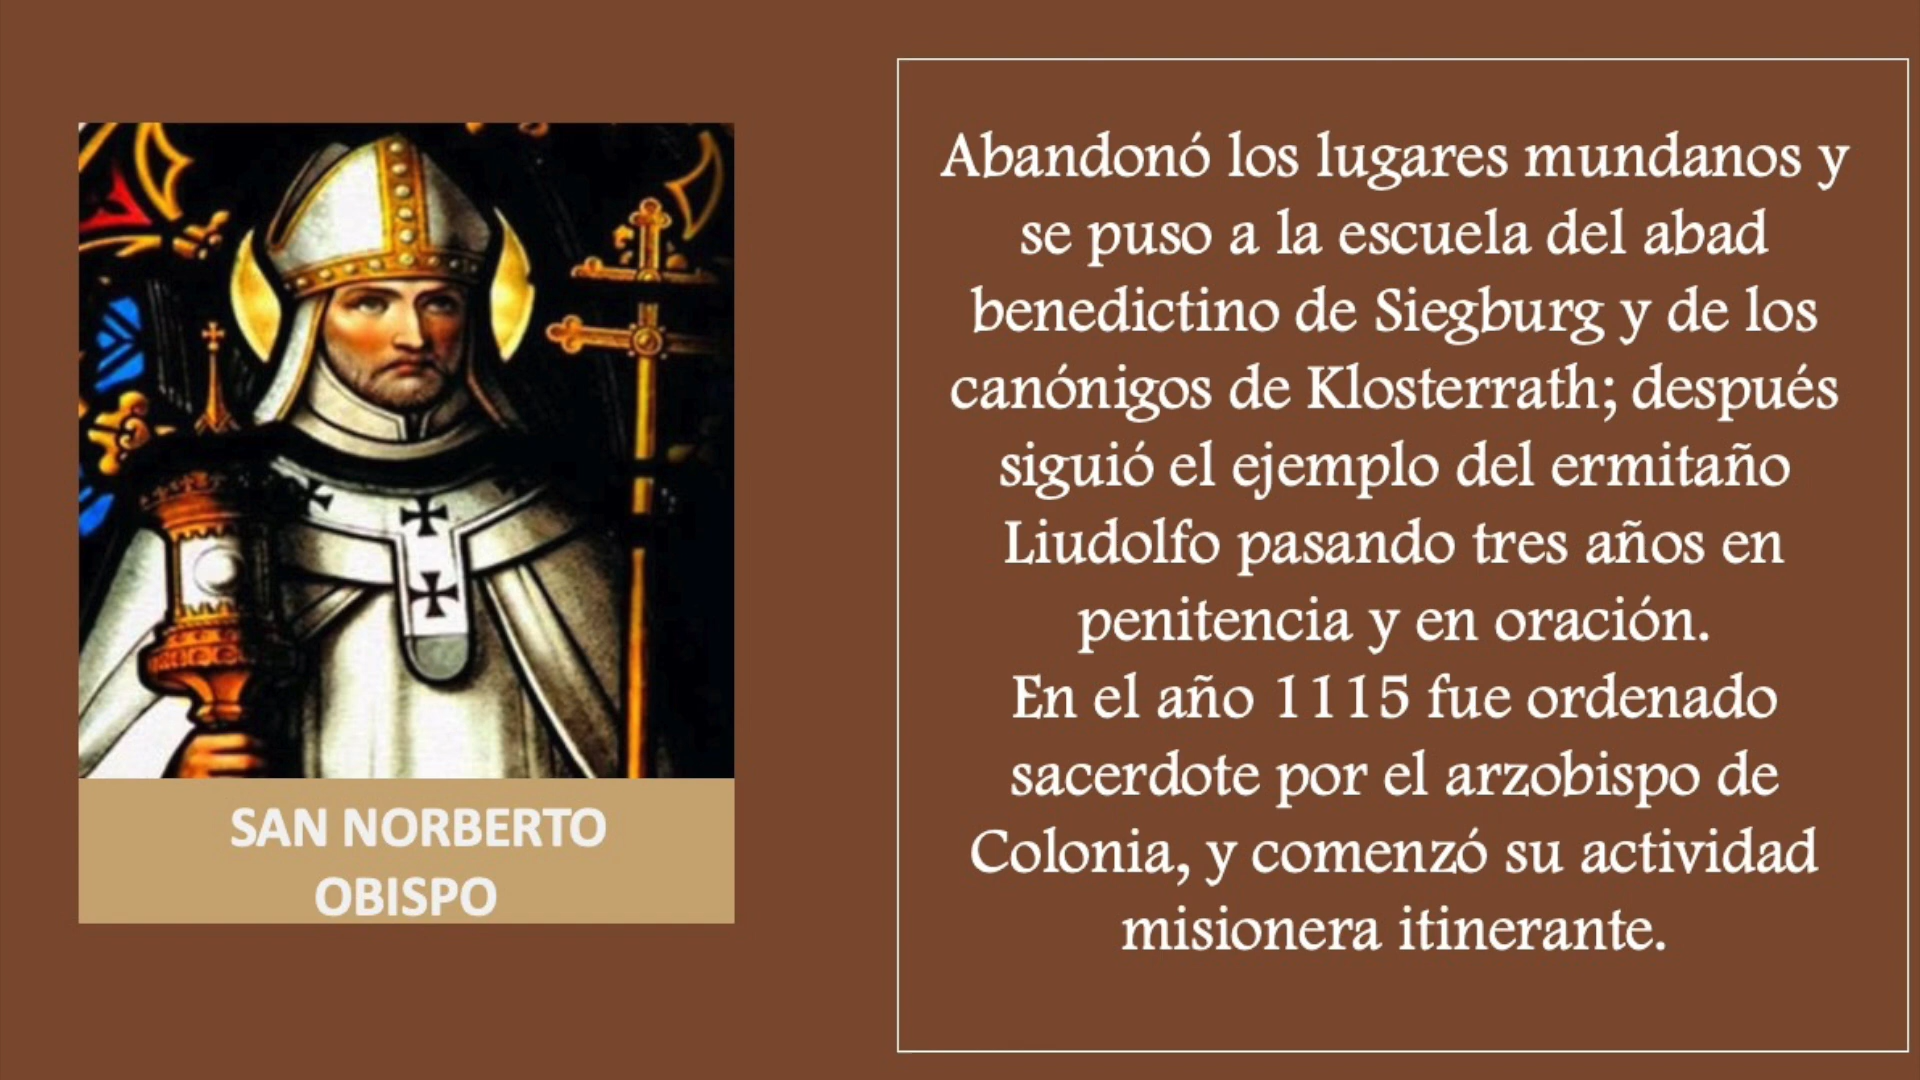 SAN NORBERTO
OBISPO
Abandonó los lugares mundanos y
se puso a la escuela del abad
benedictino de Siegburg y de los
canónigos de Klosterrath; después
siguió el ejemplo del ermitaño
Liudolfo pasando tres años en
penitencia y en oración.
En el año 1115 fue ordenado
sacerdote por el arzobispo de
Colonia, y comenzó su actividad
misionera itinerante.